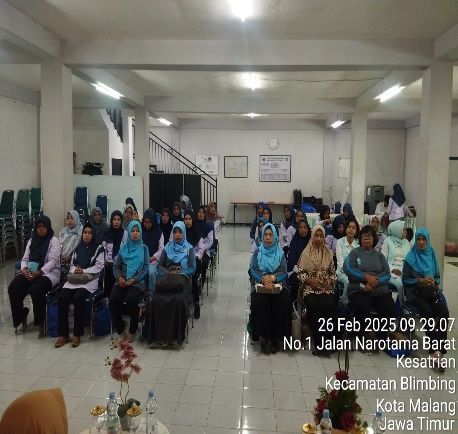 26 Feb 2025 09.29.07
No.1 Jalan Narotama Barat
Kesatrian
Kecamatan Blimbing
Kota Malang
Jawa Timur